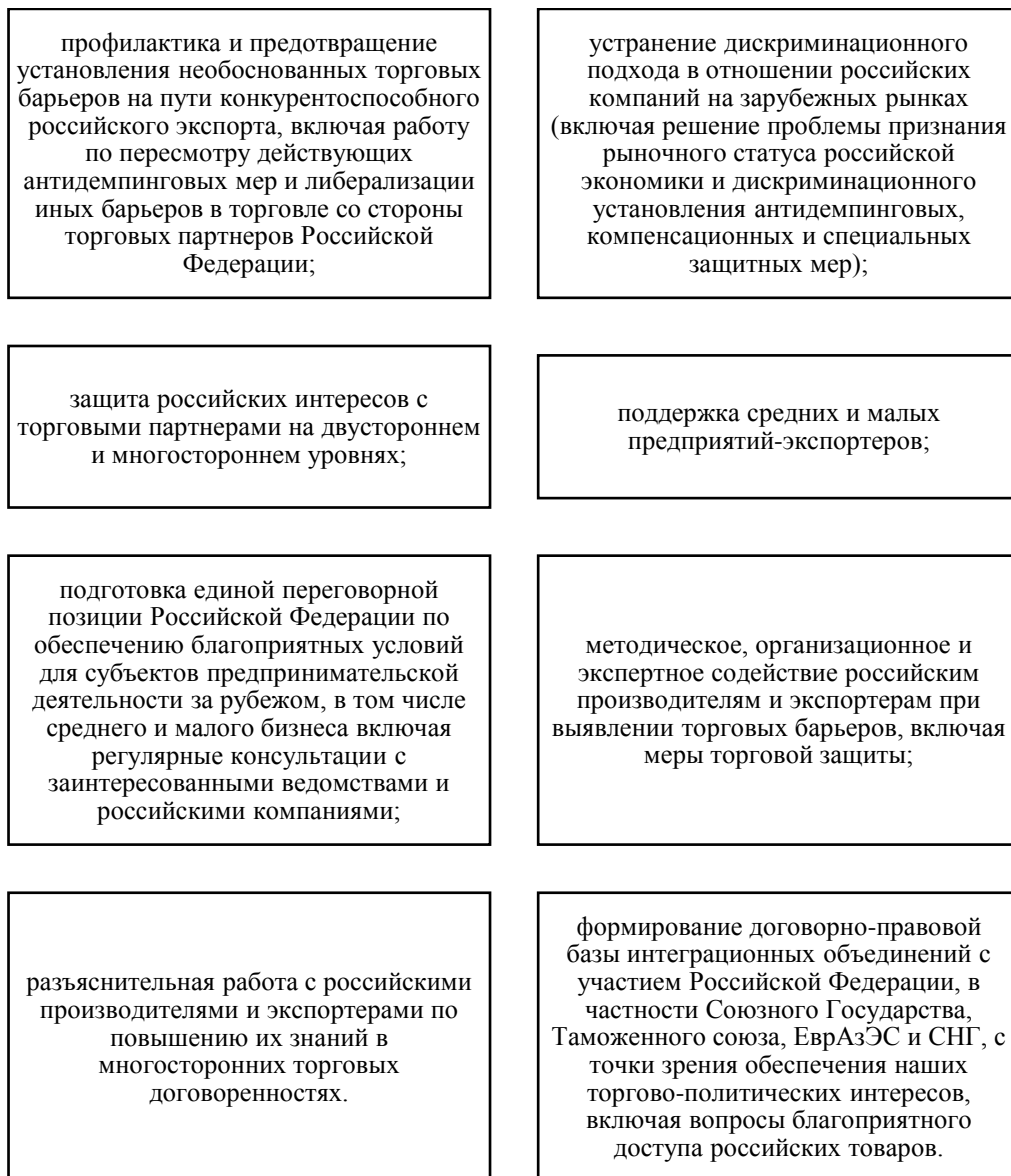 профилактика и предотвращение
установления необоснованных торговых
барьеров на пути конкурентоспособного
российского экспорта, включая работу
по пересмотру действующих
антидемпинговых мер и либерализации
иных барьеров в торговле со стороны
торговых партнеров Российской
Федерации;
устранение дискриминационного
подхода в отношении российских
компаний на зарубежных рынках
(включая решение проблемы признания
рыночного статуса российской
экономики и дискриминационного
установления антидемпинговых,
компенсационных и специальных
защитных мер);
защита российских интересов с
торговыми партнерами на двустороннем
и многостороннем уровнях;
поддержка средних и малых
предприятий-экспортеров;
подготовка единой переговорной
позиции Российской Федерации по
обеспечению благоприятных условий
для субъектов предпринимательской
деятельности за рубежом, в том числе
среднего и малого бизнеса включая
регулярные консультации с
заинтересованными ведомствами и
российскими компаниями;
методическое, организационное и
экспертное содействие российским
производителям и экспортерам при
выявлении торговых барьеров, включая
меры торговой защиты;
разъяснительная работа с российскими
производителями и экспортерами по
повышению их знаний в
многосторонних торговых
договоренностях.
формирование договорно-правовой
базы интеграционных объединений с
участием Российской Федерации, в
частности Союзного Государства,
Таможенного союза, ЕврАзЭС и СНГ, с
точки зрения обеспечения наших
торгово-политических интересов,
включая вопросы благоприятного
доступа российских товаров.